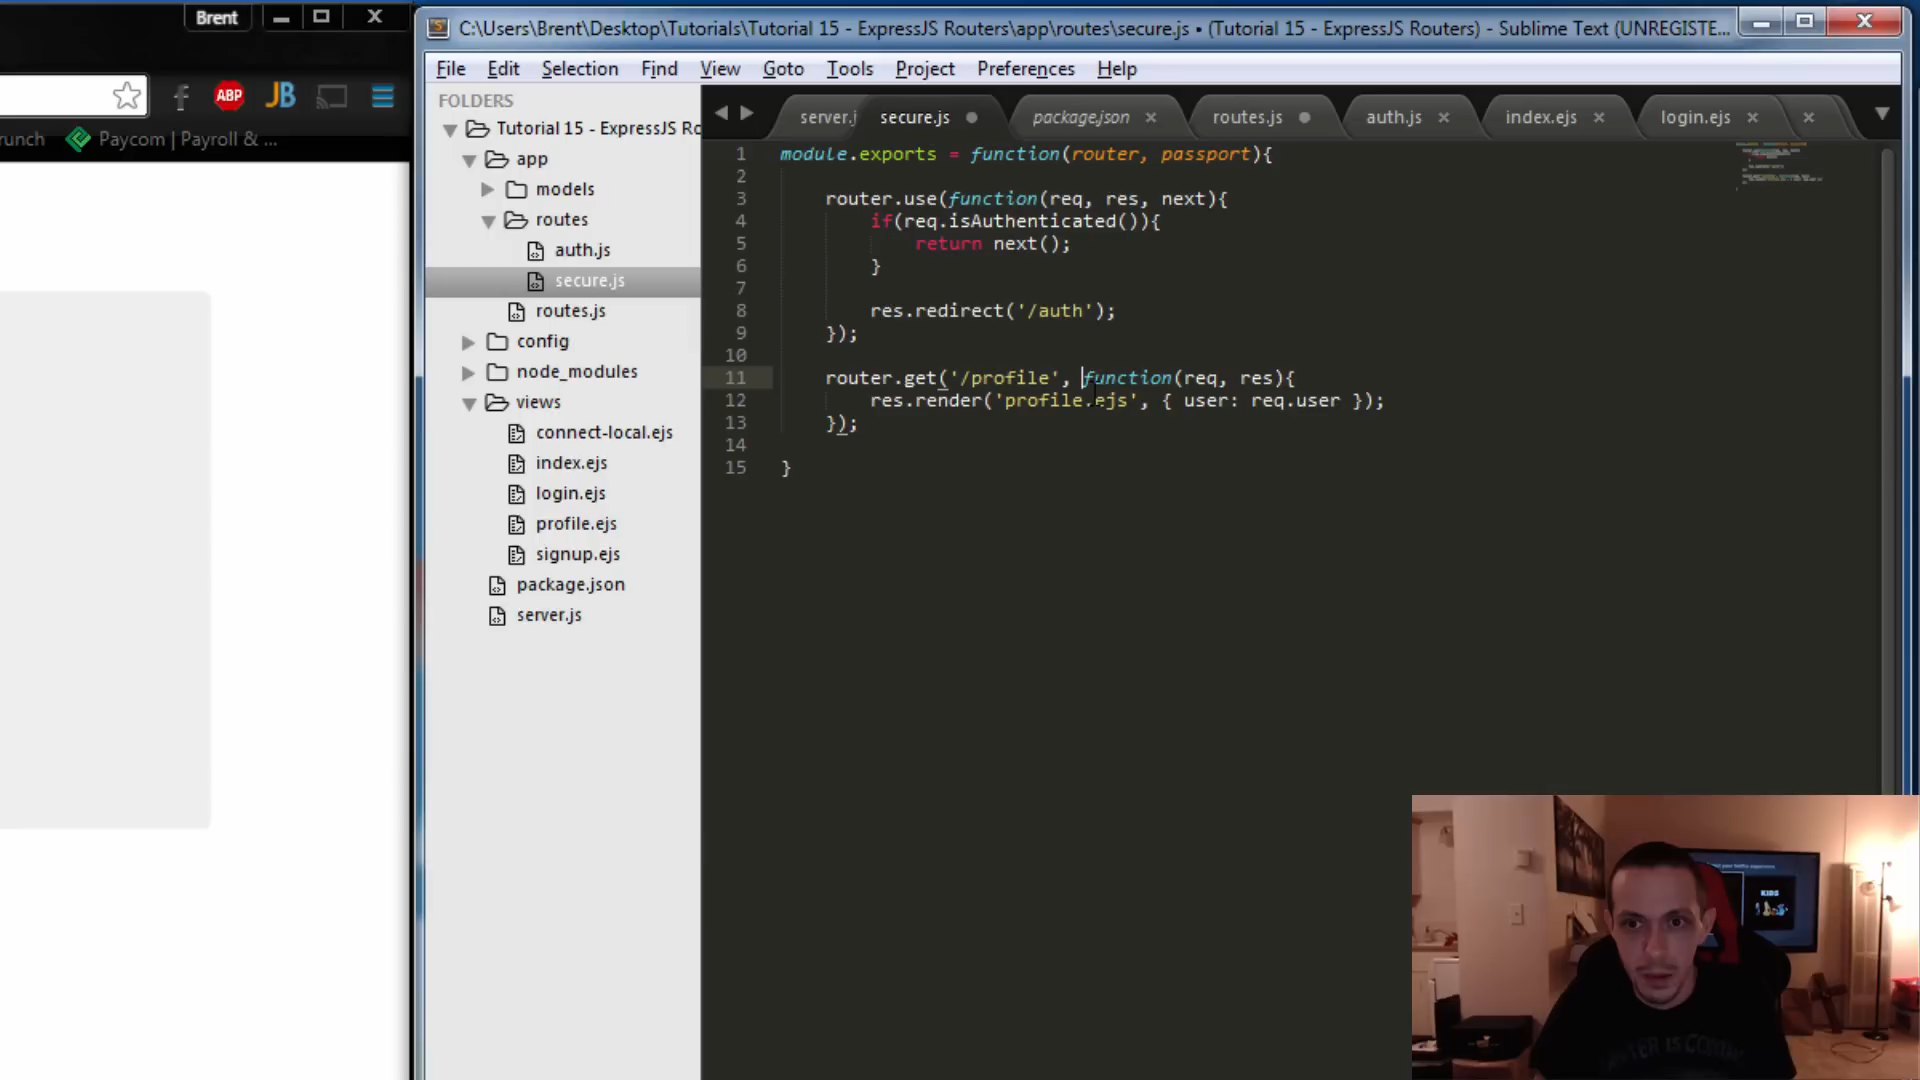 Brent
C:\Users\Brent\Desktop\Tutorials\Tutorial 15 - ExpressJS Routers\app\routes\secure.js • (Tutorial 15 - ExpressJS Routers) - Sublime Text (UNREGISTE...
File Edit Selection Find View Goto Tools Project Preferences Help
f ABP JB
runch Paycom | Payroll & ...
FOLDERS
Tutorial 15 - ExpressJS Ro
app
models
routes
auth.js
secure.js
routes.js
config
node_modules
views
connect-local.ejs
index.ejs
login.ejs
profile.ejs
signup.ejs
package.json
server.js
server.j secure.js package.json routes.js auth.js index.ejs login.ejs
1 module.exports = function(router, passport){
2
3 router.use(function(req, res, next){
4 if(req.isAuthenticated()){
5 return next();
6 }
7
8 res.redirect('/auth');
9 });
10
11 router.get('/profile', function(req, res){
12 res.render('profile.ejs', { user: req.user });
13 });
14
15 }
KIDS